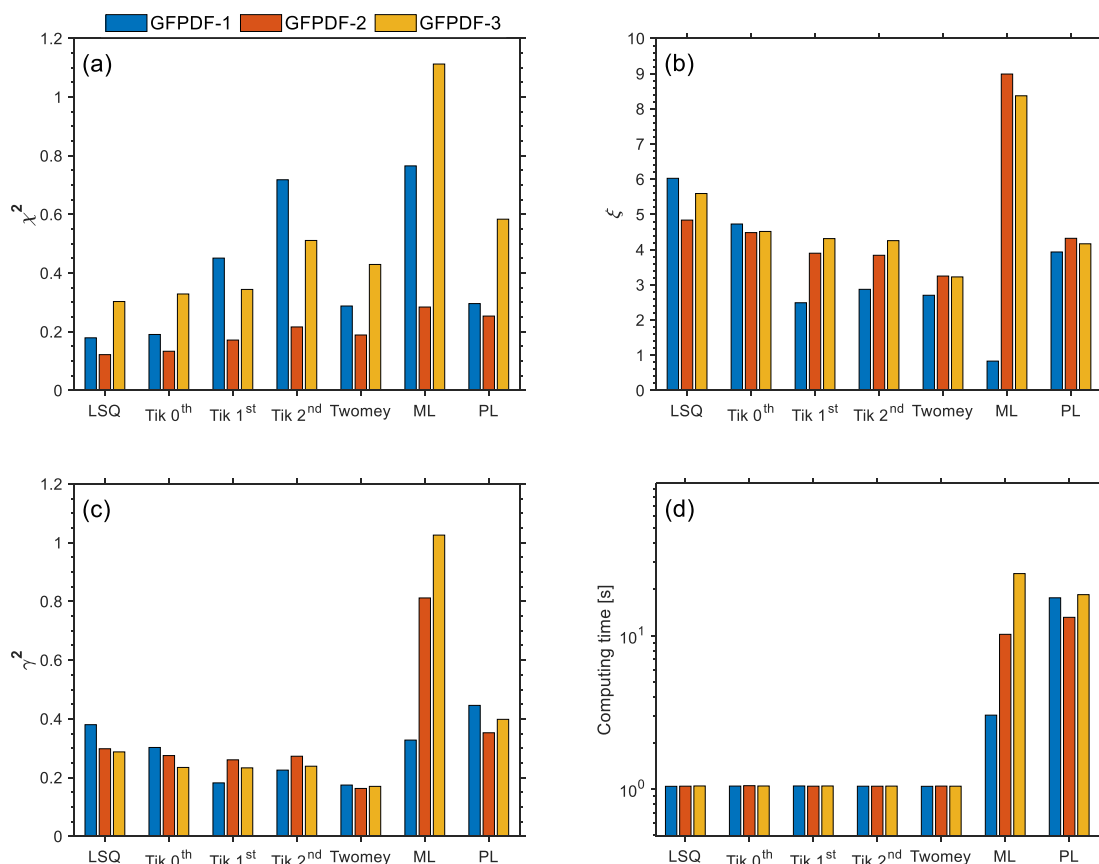 GFPDF-1 GFPDF-2 GFPDF-3
(a)
1.2
1
0.8
0.6
0.4
0.2
0
χ²
LSQ Tik 0ᵗʰ Tik 1ˢᵗ Tik 2ⁿᵈ Twomey ML PL
(b)
10
9
8
7
6
5
4
3
2
1
0
ξ
LSQ Tik 0ᵗʰ Tik 1ˢᵗ Tik 2ⁿᵈ Twomey ML PL
(c)
1.2
1
0.8
0.6
0.4
0.2
0
γ²
LSQ Tik 0ᵗʰ Tik 1ˢᵗ Tik 2ⁿᵈ Twomey ML PL
(d)
10¹
10⁰
Computing time [s]
LSQ Tik 0ᵗʰ Tik 1ˢᵗ Tik 2ⁿᵈ Twomey ML PL